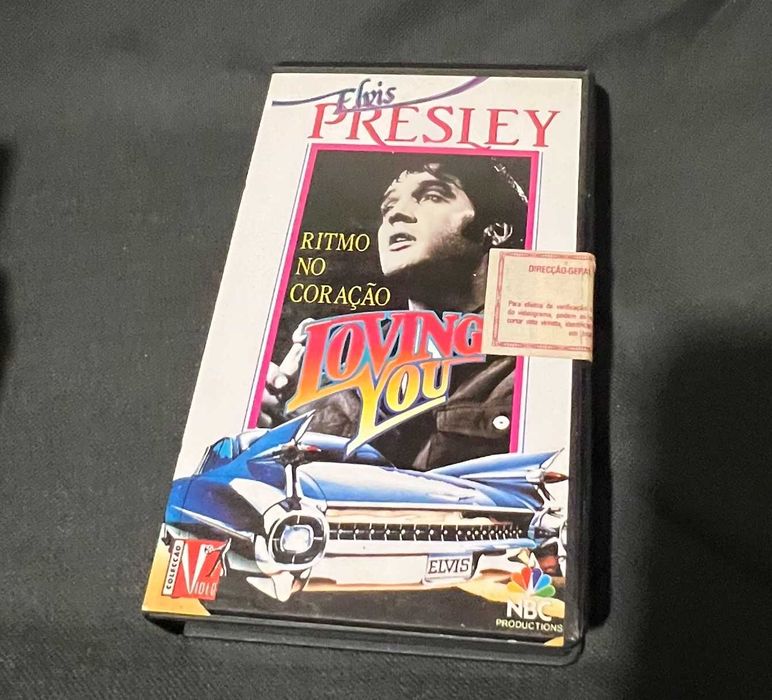 Elvis
PRESLEY
RITMO
NO
CORAÇÃO
LOVING
YOU
DIRECÇÃO-GERAL
Para efeitos de verificação
do videograma, podem
cortar esta vinheta,
ELVIS
COLECÇÃO
VIDEO
NBC
PRODUCTIONS